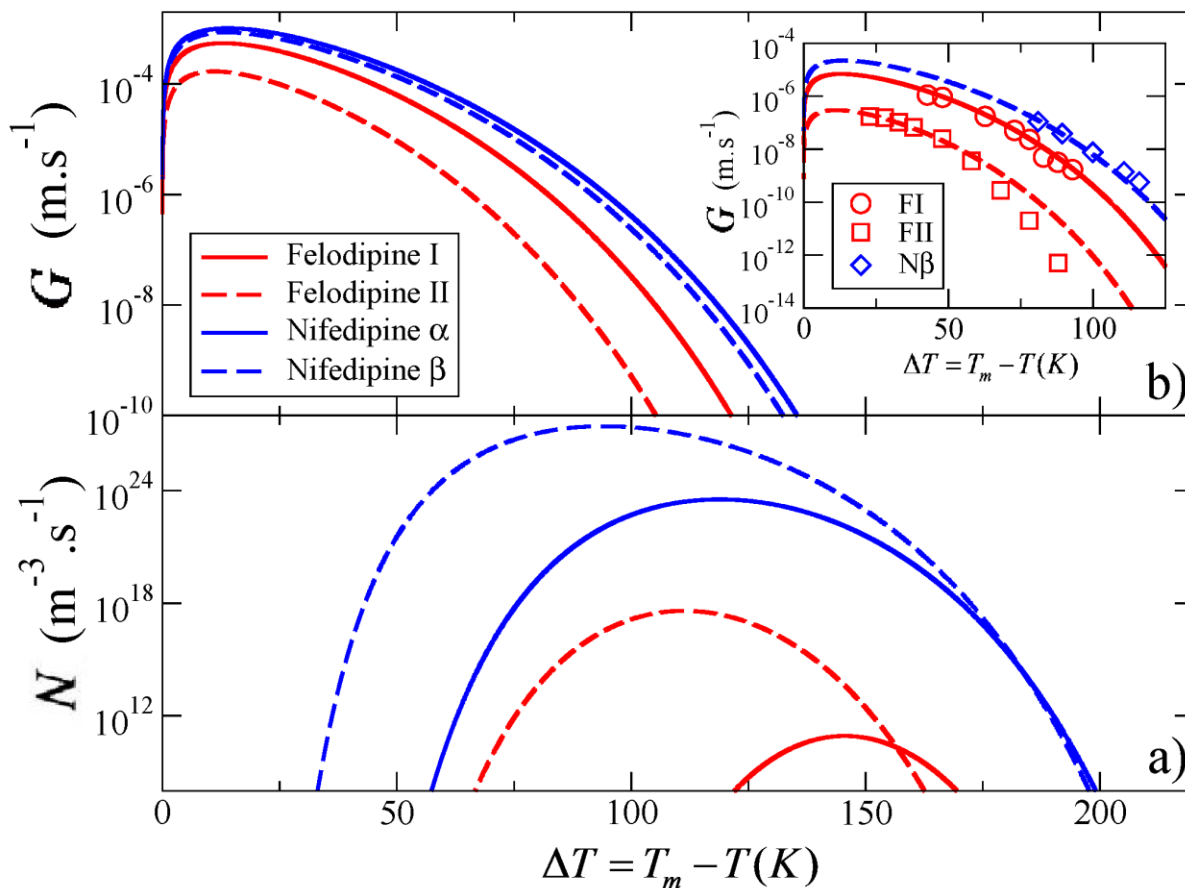 G (m.s⁻¹)
10⁻⁴
10⁻⁶
10⁻⁸
10⁻¹⁰
Felodipine I
Felodipine II
Nifedipine α
Nifedipine β
G (m.s⁻¹)
10⁻⁴
10⁻⁶
10⁻⁸
10⁻¹⁰
10⁻¹²
10⁻¹⁴
FI
FII
Nβ
0 50 100
ΔT = Tₘ − T(K)
b)
N (m⁻³.s⁻¹)
10²⁴
10¹⁸
10¹²
a)
0 50 100 150 200
ΔT = Tₘ − T(K)